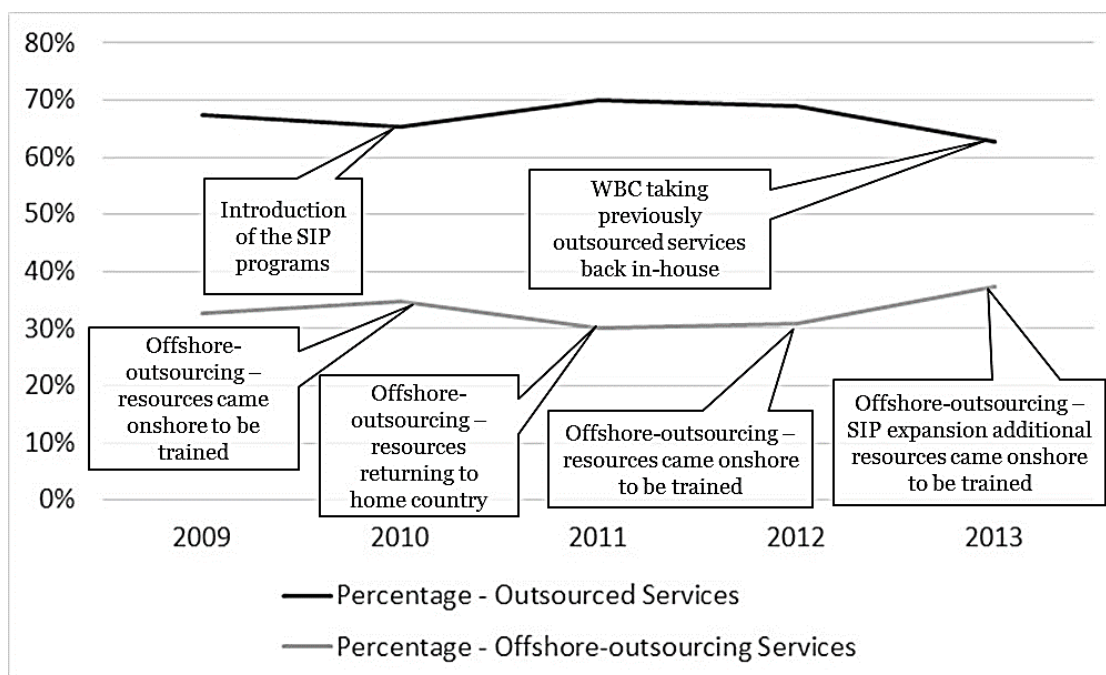 80%
70%
60%
50%
40%
30%
20%
10%
0%
Introduction
of the SIP
programs
WBC taking
previously
outsourced services
back in-house
Offshore-
outsourcing –
resources came
onshore to be
trained
Offshore-
outsourcing –
resources
returning to
home country
Offshore-outsourcing –
resources came onshore
to be trained
Offshore-outsourcing –
SIP expansion additional
resources came onshore
to be trained
2009 2010 2011 2012 2013
Percentage - Outsourced Services
Percentage - Offshore-outsourcing Services